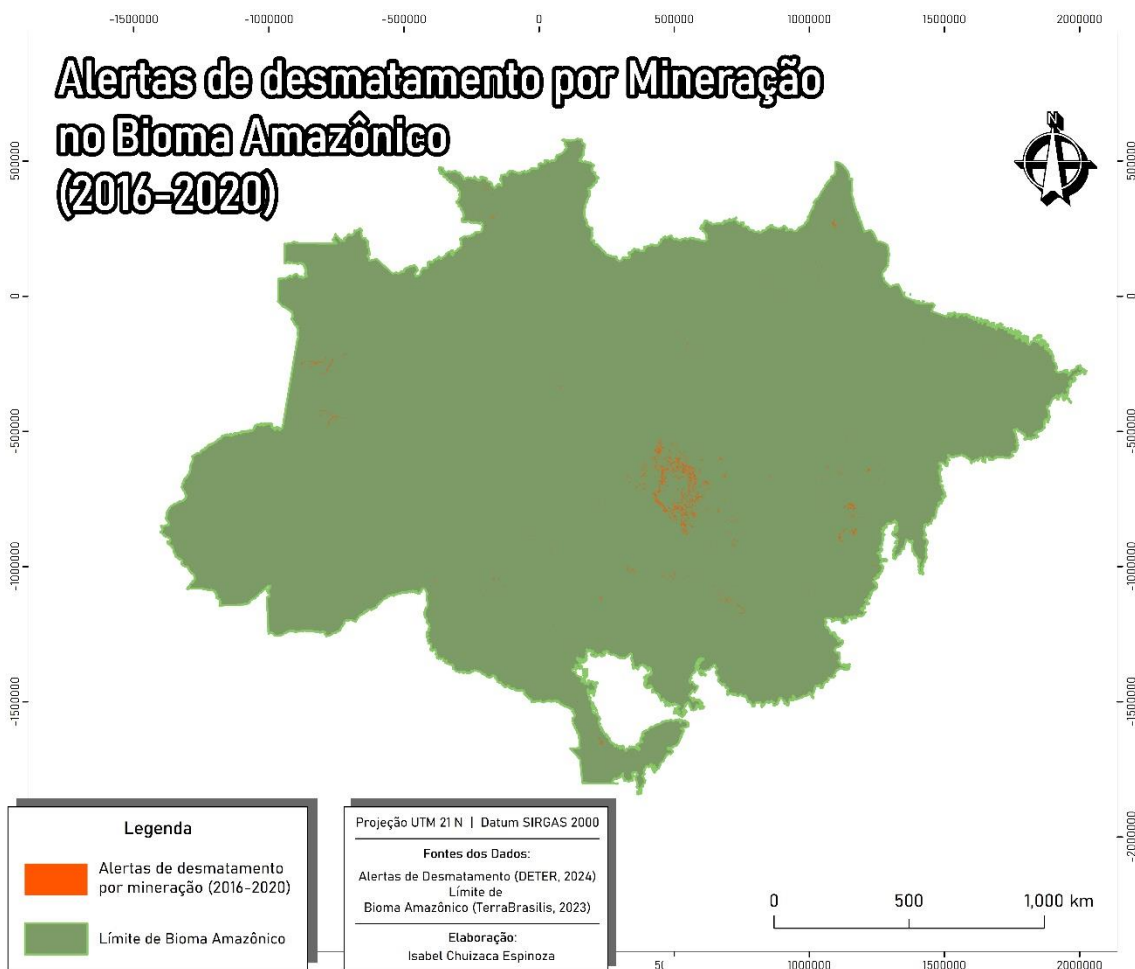 -1500000
-1000000
-500000
0
500000
1000000
1500000
2000000
Alertas de desmatamento por Mineração
no Bioma Amazônico
(2016-2020)
N
500000
0
-500000
-1000000
-1500000
500000
0
-500000
-1000000
-1500000
-2000000
Legenda
Alertas de desmatamento
por mineração (2016-2020)
Límite de Bioma Amazônico
Projeção UTM 21 N | Datum SIRGAS 2000
Fontes dos Dados:
Alertas de Desmatamento (DETER, 2024)
Límite de
Bioma Amazônico (TerraBrasilis, 2023)
Elaboração:
Isabel Chuizaca Espinoza
0 500 1,000 km
1000000
1500000
2000000